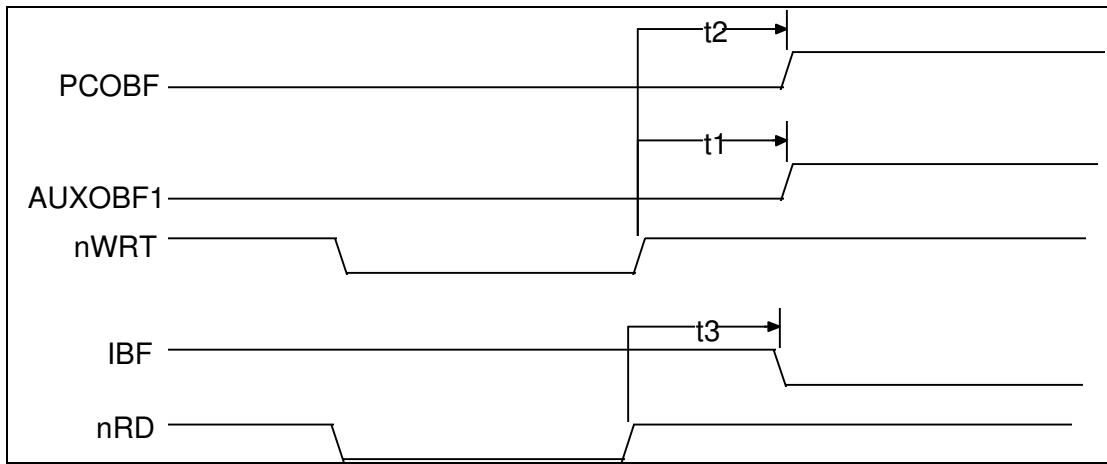 t2
PCOBF
t1
AUXOBF1
nWRT
t3
IBF
nRD